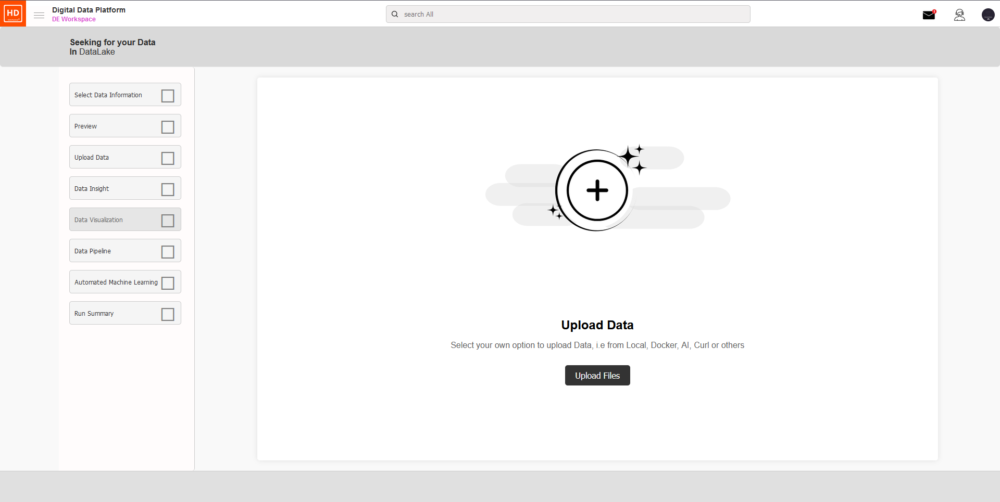 HD
Digital Data Platform
DE Workspace
search All
1
Seeking for your Data
In DataLake
Select Data Information
Preview
Upload Data
Data Insight
Data Visualization
Data Pipeline
Automated Machine Learning
Run Summary
Upload Data
Select your own option to upload Data, i.e from Local, Docker, AI, Curl or others
Upload Files